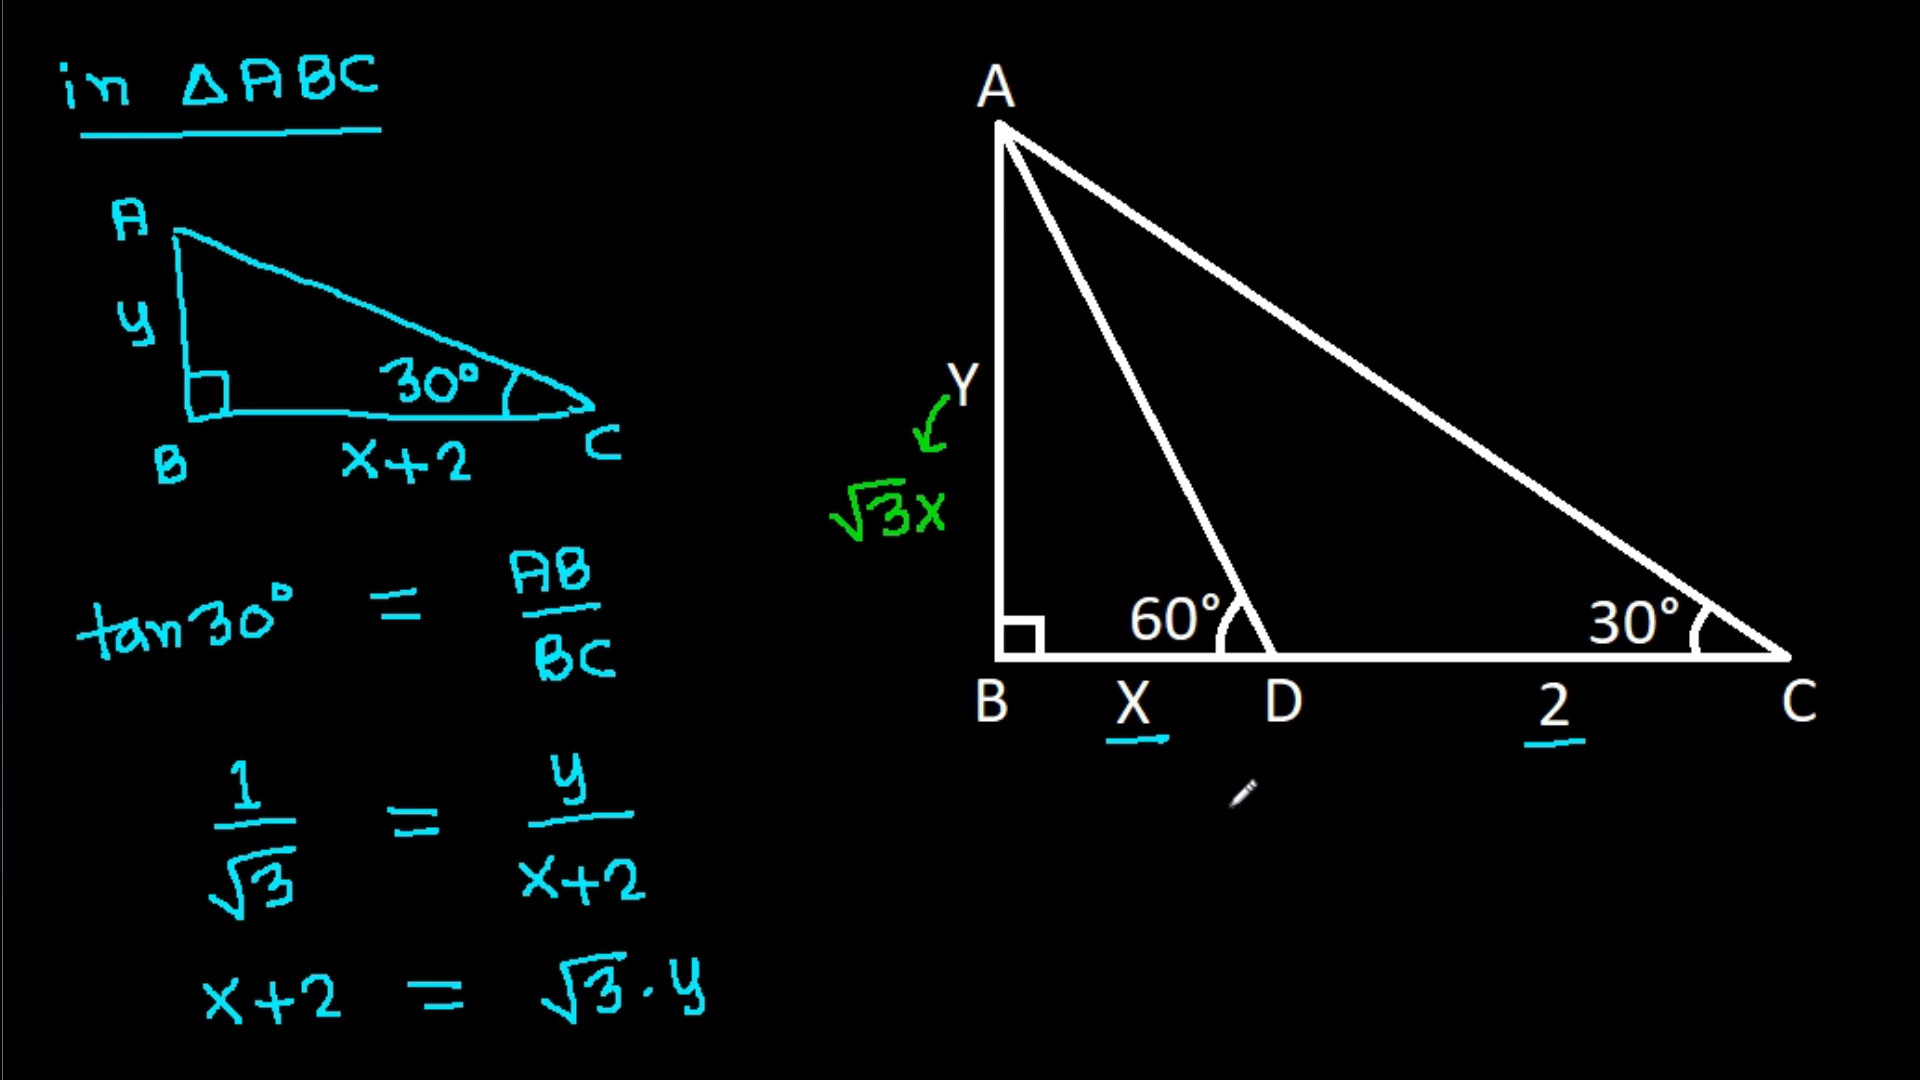 in ΔABC
A
y
30°
B
x+2
C
tan30° = AB/BC
1/√3 = y/x+2
x+2 = √3.y
A
Y
√3x
60°
30°
B
X
D
2
C